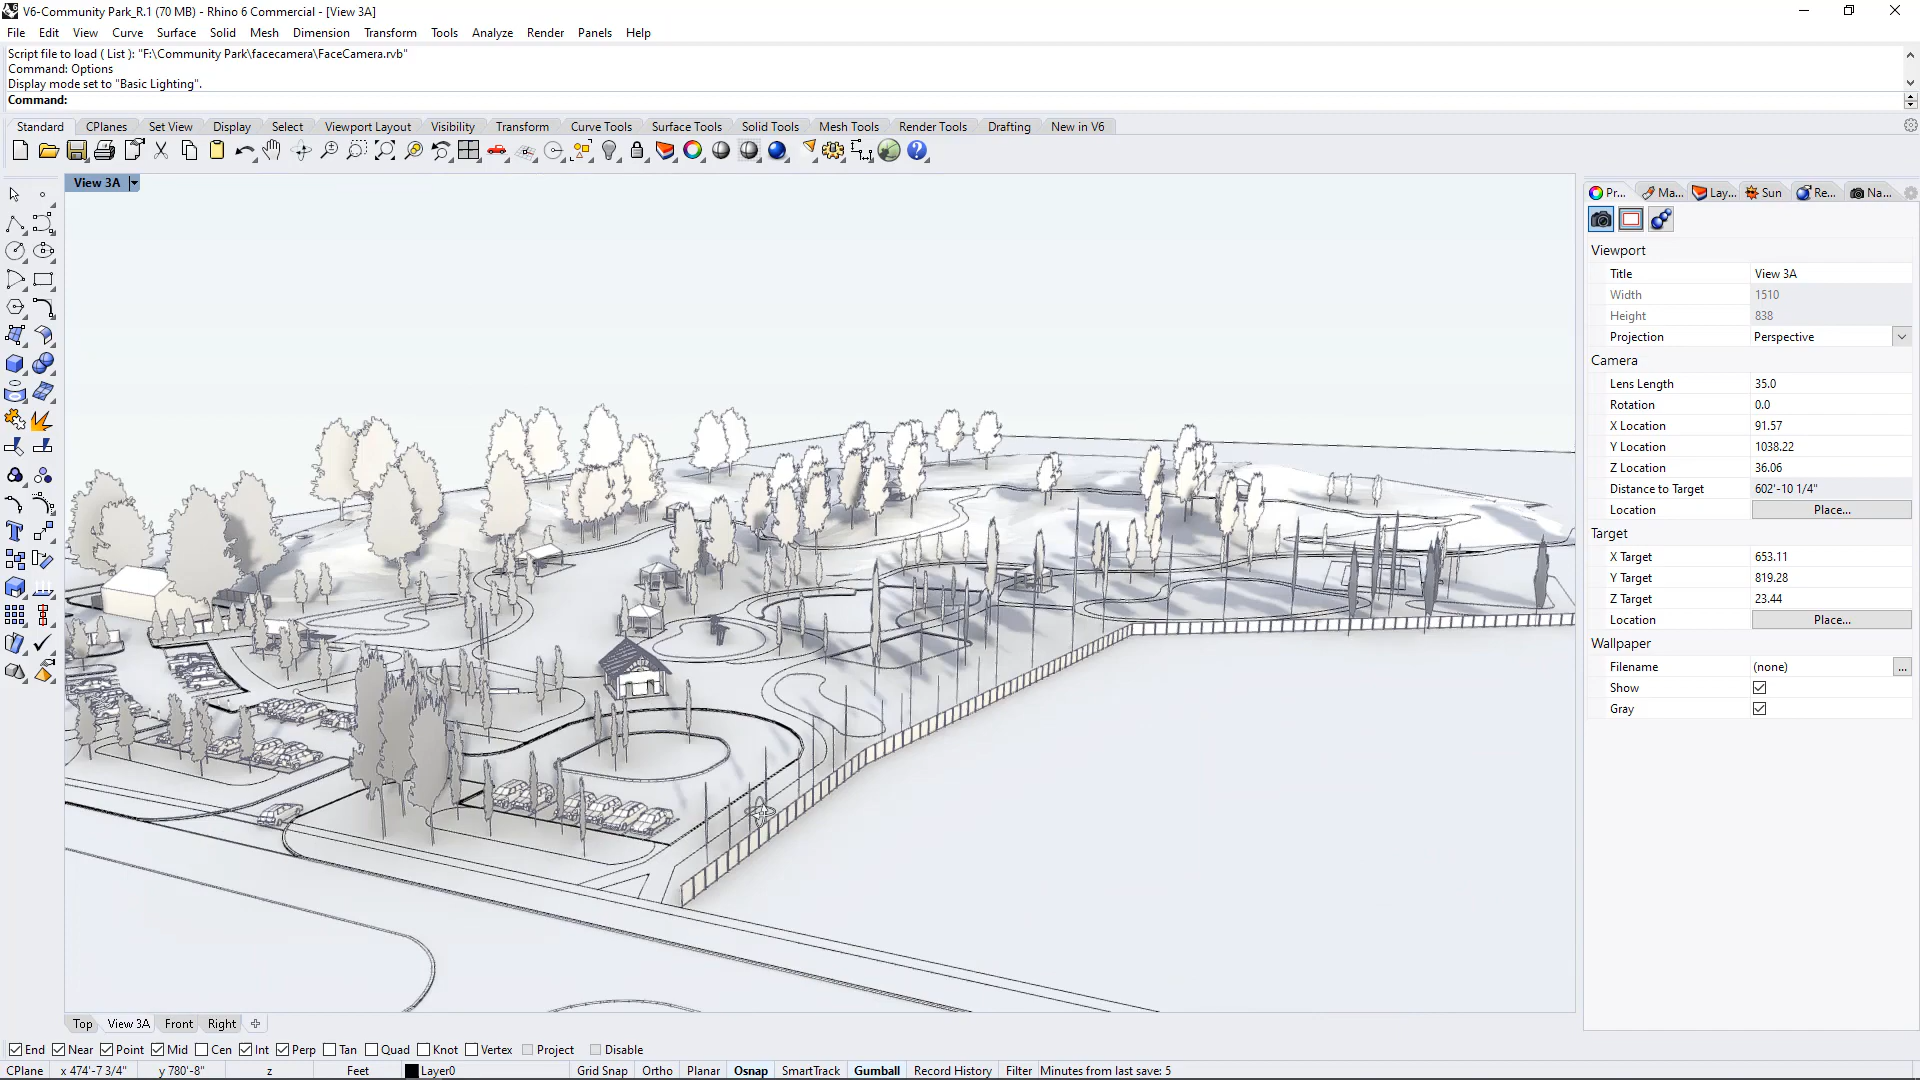 V6-Community Park_R.1 (70 MB) - Rhino 6 Commercial - [View 3A]
File Edit View Curve Surface Solid Mesh Dimension Transform Tools Analyze Render Panels Help
Script file to load ( List ): "F:\Community Park\facecamera\FaceCamera.rvb"
Command: Options
Display mode set to "Basic Lighting".
Command:
Standard CPlanes Set View Display Select Viewport Layout Visibility Transform Curve Tools Surface Tools Solid Tools Mesh Tools Render Tools Drafting New in V6
View 3A
Pr... Ma... Lay... Sun Re... Na...
Viewport
Title View 3A
Width 1510
Height 838
Projection Perspective
Camera
Lens Length 35.0
Rotation 0.0
X Location 91.57
Y Location 1038.22
Z Location 36.06
Distance to Target 602'-10 1/4"
Location Place...
Target
X Target 653.11
Y Target 819.28
Z Target 23.44
Location Place...
Wallpaper
Filename (none) ...
Show
Gray
Top View 3A Front Right
End Near Point Mid Cen Int Perp Tan Quad Knot Vertex Project Disable
CPlane x 474'-7 3/4" y 780'-8" z Feet Layer0 Grid Snap Ortho Planar Osnap SmartTrack Gumball Record History Filter Minutes from last save: 5